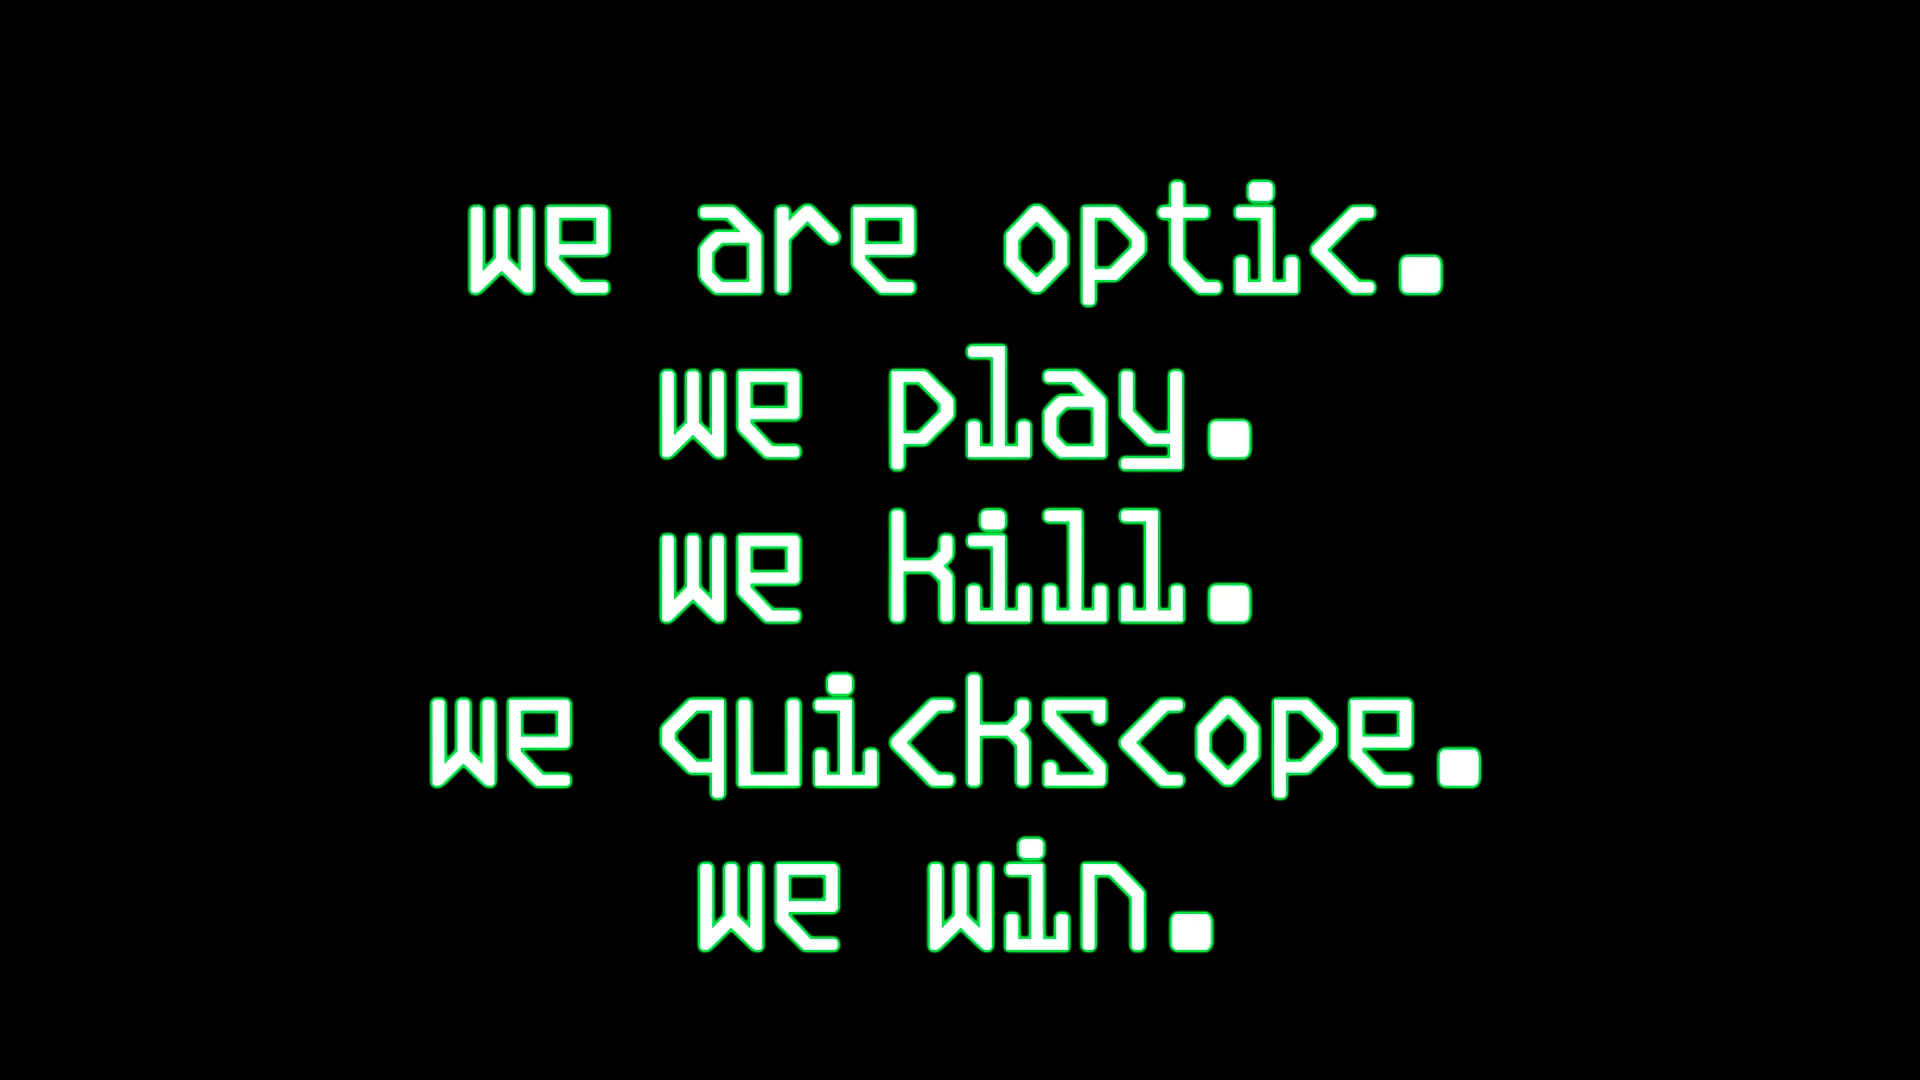 we are optic.
we play.
we kill.
we quickscope.
we win.